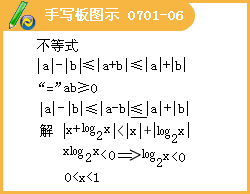 手写板图示 0701-06
不等式
|a|-|b|≤|a+b|≤|a|+|b|
“=”ab≥0
|a|-|b|≤|a-b|≤|a|+|b|
解 |x+log₂x|<|x|+|log₂x|
xlog₂x<0⟹log₂x<0
0<x<1